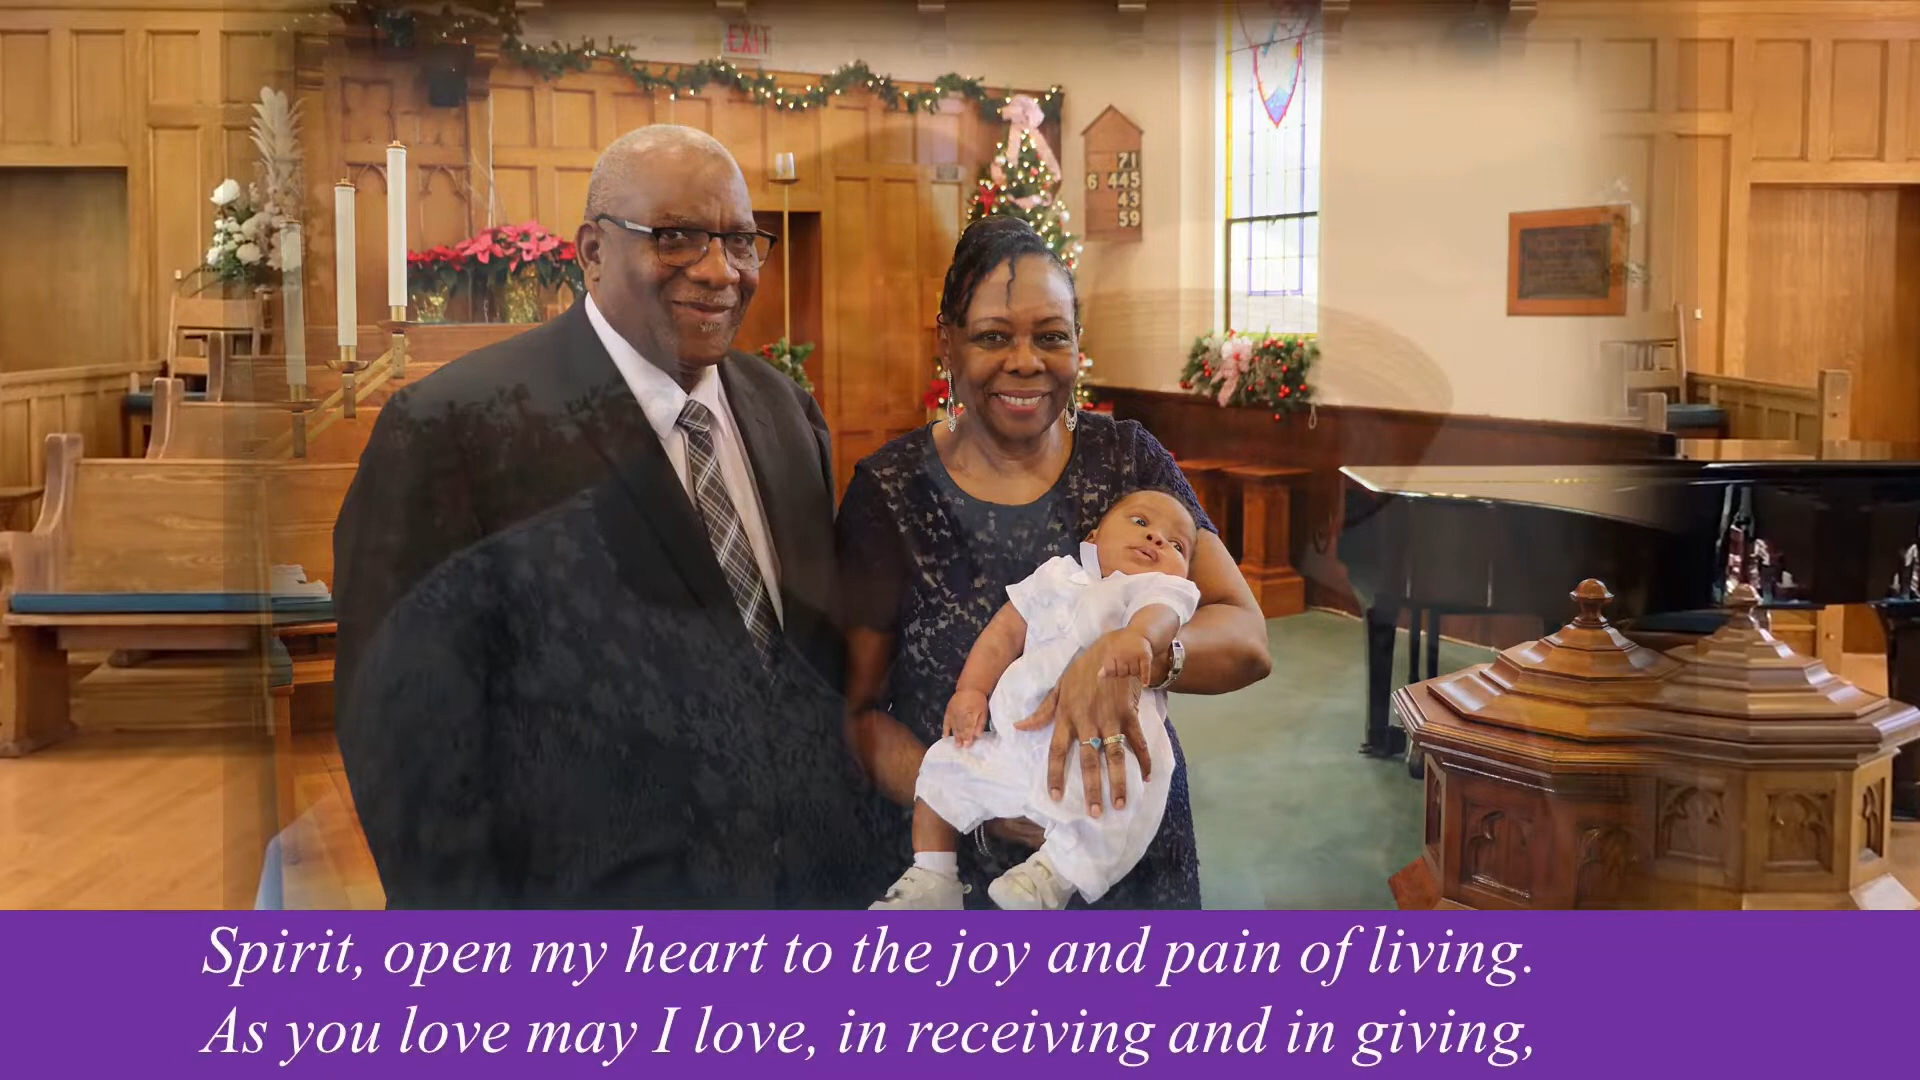 EXIT
71
6 445
43
59
Spirit, open my heart to the joy and pain of living.
As you love may I love, in receiving and in giving,